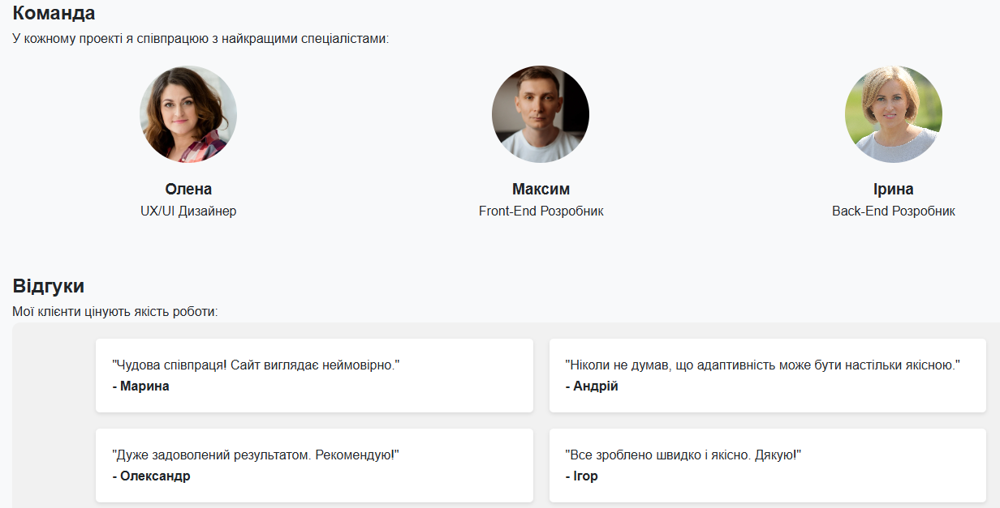 Команда
У кожному проекті я співпрацюю з найкращими спеціалістами:
Олена
UX/UI Дизайнер
Максим
Front-End Розробник
Ірина
Back-End Розробник
Відгуки
Мої клієнти цінують якість роботи:
"Чудова співпраця! Сайт виглядає неймовірно."
- Марина
"Ніколи не думав, що адаптивність може бути настільки якісною."
- Андрій
"Дуже задоволений результатом. Рекомендую!"
- Олександр
"Все зроблено швидко і якісно. Дякую!"
- Ігор